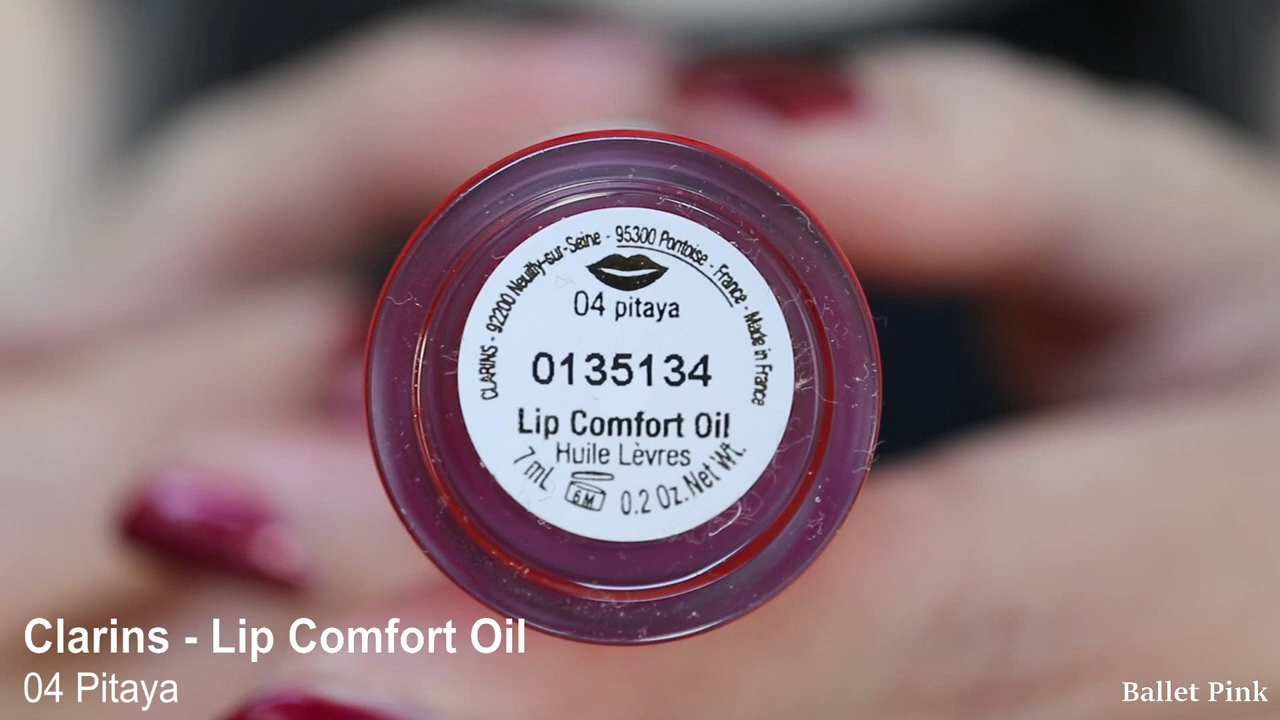 CLARINS - 92200 Neuilly-sur-Seine - 95300 Pontoise - France - Made in France
04 pitaya
0135134
Lip Comfort Oil
Huile Lèvres
7 mL 6 M 0.2 Oz. Net Wt.
Clarins - Lip Comfort Oil
04 Pitaya
Ballet Pink